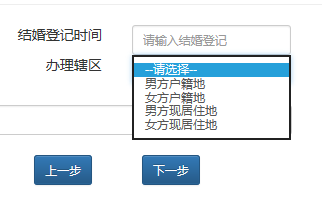 结婚登记时间 请输入结婚登记
办理辖区
--请选择--
男方户籍地
女方户籍地
男方现居住地
女方现居住地
上一步 下一步